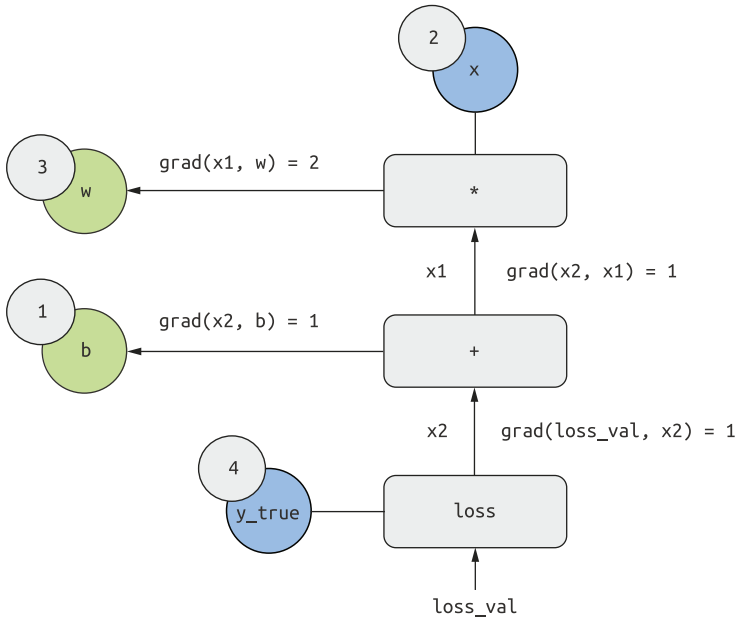 2
x
3
grad(x1, w) = 2
w
*
x1
grad(x2, x1) = 1
1
grad(x2, b) = 1
b
+
x2
grad(loss_val, x2) = 1
4
y_true
loss
loss_val